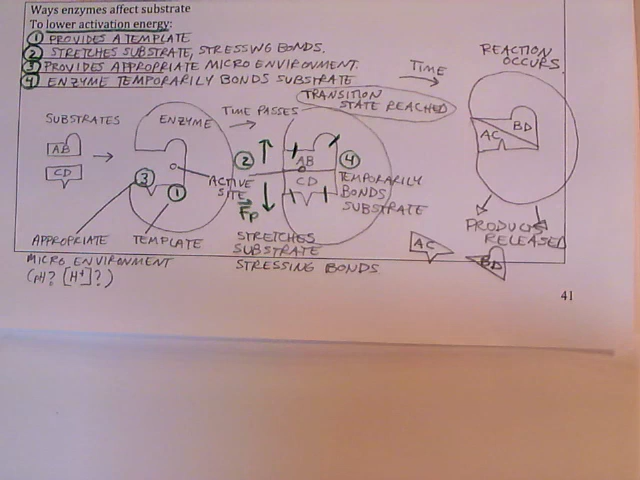 Ways enzymes affect substrate
To lower activation energy:
① PROVIDES A TEMPLATE
② STRETCHES SUBSTRATE, STRESSING BONDS.
③ PROVIDES APPROPRIATE MICRO ENVIRONMENT.
④ ENZYME TEMPORARILY BONDS SUBSTRATE
TIME
REACTION
OCCURS.
TRANSITION
STATE REACHED
SUBSTRATES
ENZYME
TIME PASSES
AB
CD
③
①
②
ACTIVE
SITE
Fp
AB
CD
④
TEMPORARILY
BONDS
SUBSTRATE
AC
BD
APPROPRIATE
MICRO ENVIRONMENT
(pH? [H+]?)
TEMPLATE
STRETCHES
SUBSTRATE
STRESSING BONDS
PRODUCTS
RELEASED
AC
BD
41